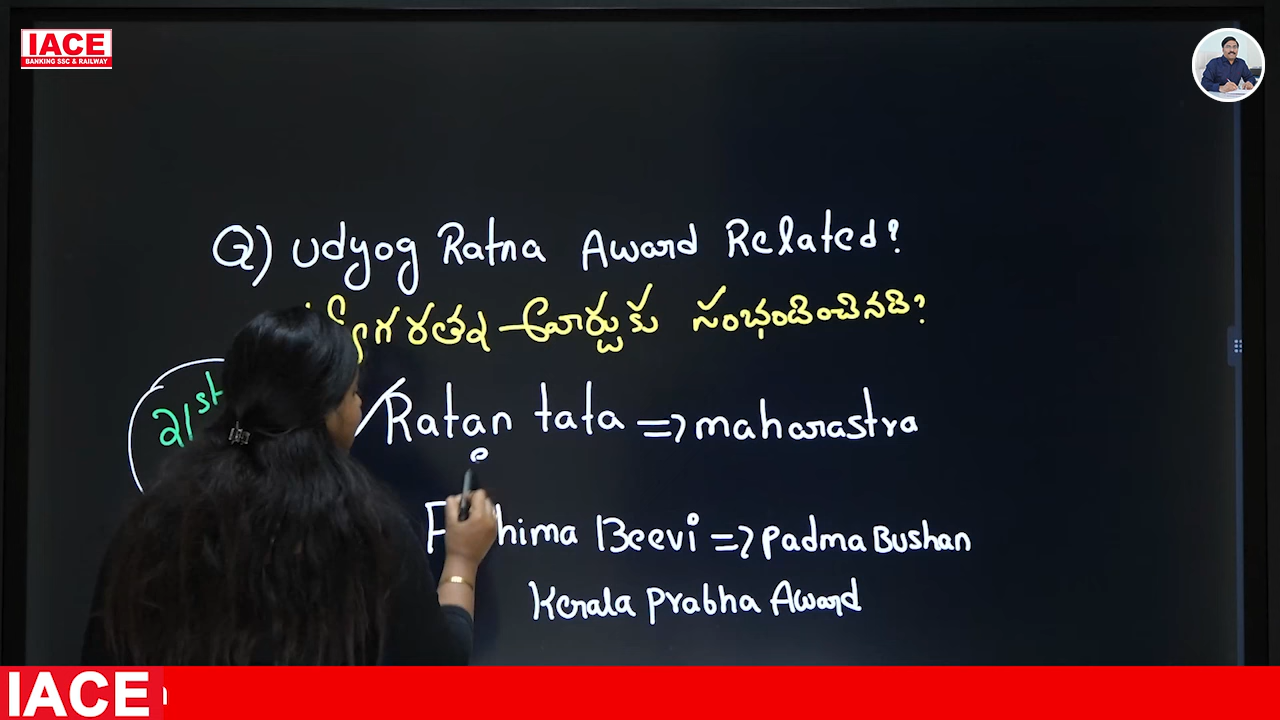 IACE
BANKING SSC & RAILWAY
Q) Udyog Ratna Award Related?
రతన అవార్డుకు సంభందించినది?
21st
Ratan tata => maharastra
hima Beevi => Padma Bushan
Kerala Prabha Award
IACE